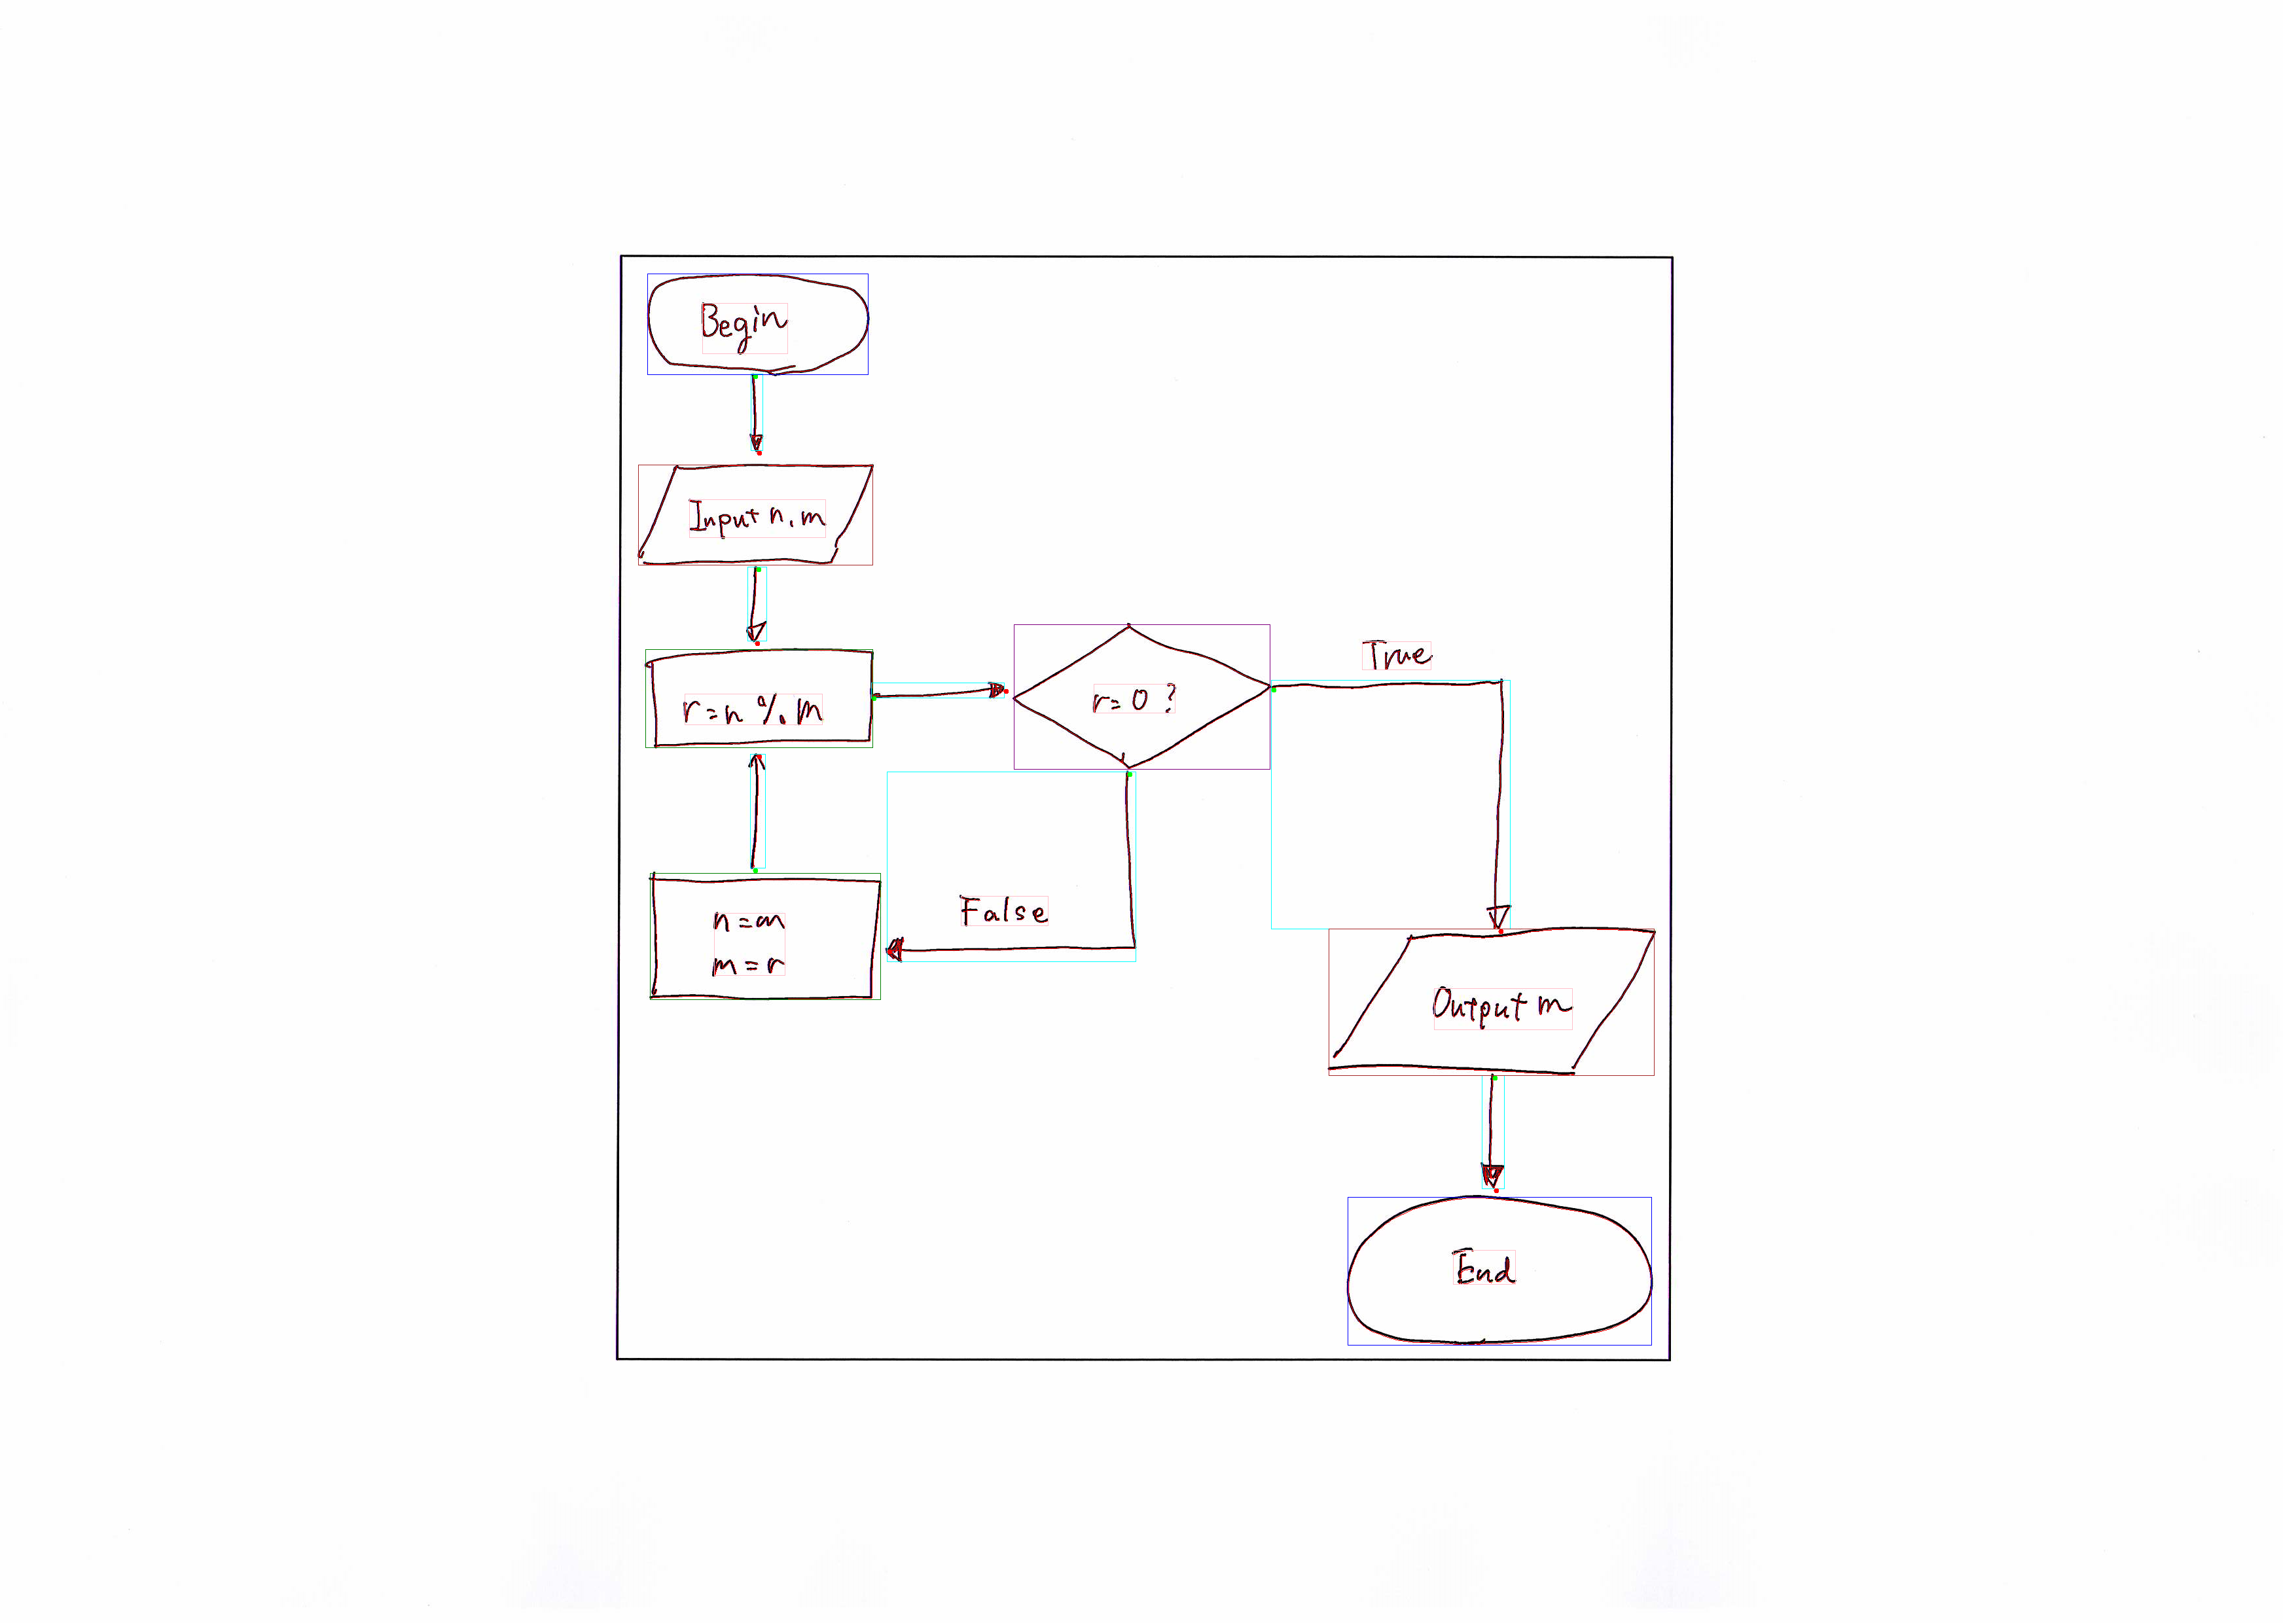 Begin
Input n, m
r = n % m
r = 0 ?
True
False
n = m
m = r
Output m
End